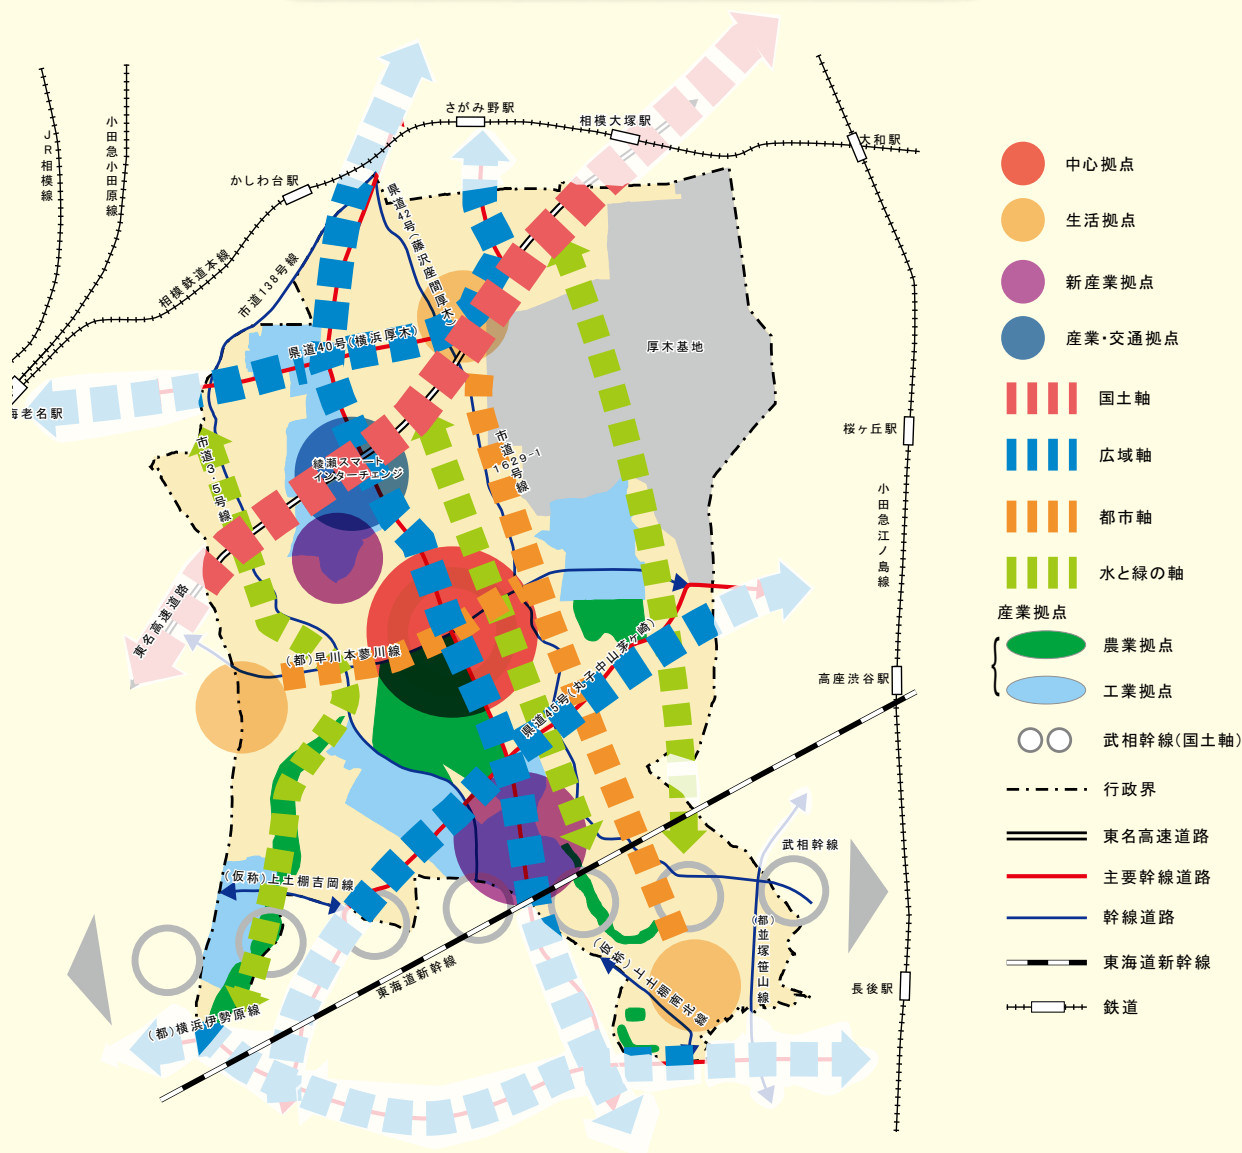 さがみ野駅
相模大塚駅
大和駅
JR相模線
小田急小田原線
かしわ台駅
相模鉄道本線
市道138号線
県道42号(藤沢座間厚木)
県道40号(横浜厚木)
厚木基地
海老名駅
市道3・5号線
綾瀬スマート
インターチェンジ
市道
1629-1
号線
桜ヶ丘駅
小田急江ノ島線
東名高速道路
(都)早川本蓼川線
県道45号(丸子中山茅ケ崎)
高座渋谷駅
武相幹線
(仮称)上土棚吉岡線
東海道新幹線
(仮称)上土棚南北線
(都)並塚笹山線
長後駅
(都)横浜伊勢原線
中心拠点
生活拠点
新産業拠点
産業・交通拠点
国土軸
広域軸
都市軸
水と緑の軸
産業拠点
農業拠点
工業拠点
武相幹線(国土軸)
行政界
東名高速道路
主要幹線道路
幹線道路
東海道新幹線
鉄道